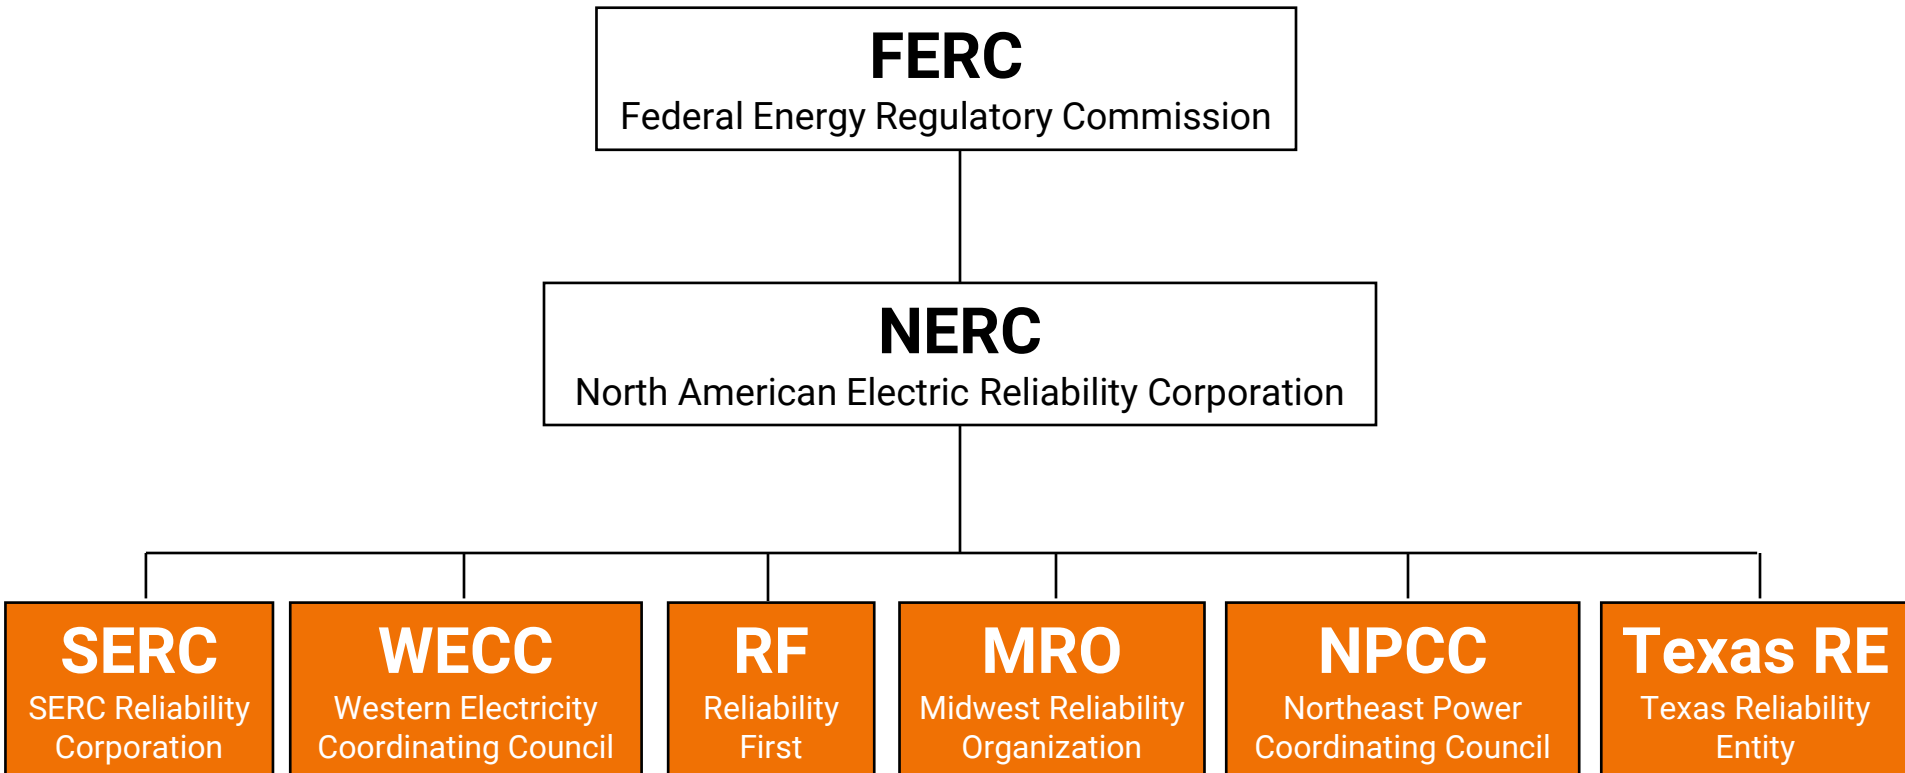 FERC
Federal Energy Regulatory Commission
NERC
North American Electric Reliability Corporation
SERC
SERC Reliability
Corporation
WECC
Western Electricity
Coordinating Council
RF
Reliability
First
MRO
Midwest Reliability
Organization
NPCC
Northeast Power
Coordinating Council
Texas RE
Texas Reliability
Entity